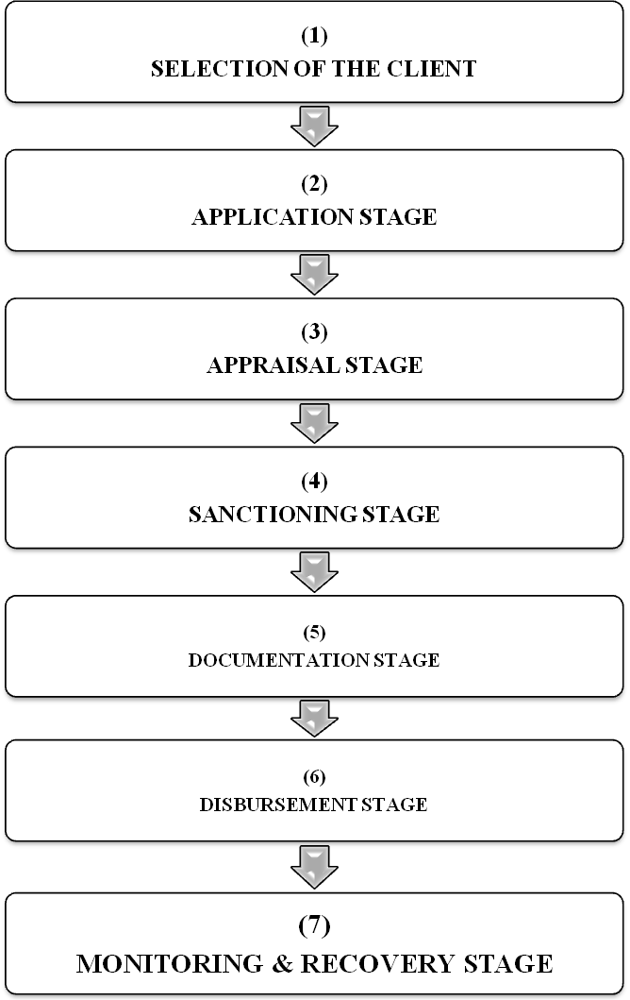 (1)
SELECTION OF THE CLIENT
(2)
APPLICATION STAGE
(3)
APPRAISAL STAGE
(4)
SANCTIONING STAGE
(5)
DOCUMENTATION STAGE
(6)
DISBURSEMENT STAGE
(7)
MONITORING & RECOVERY STAGE